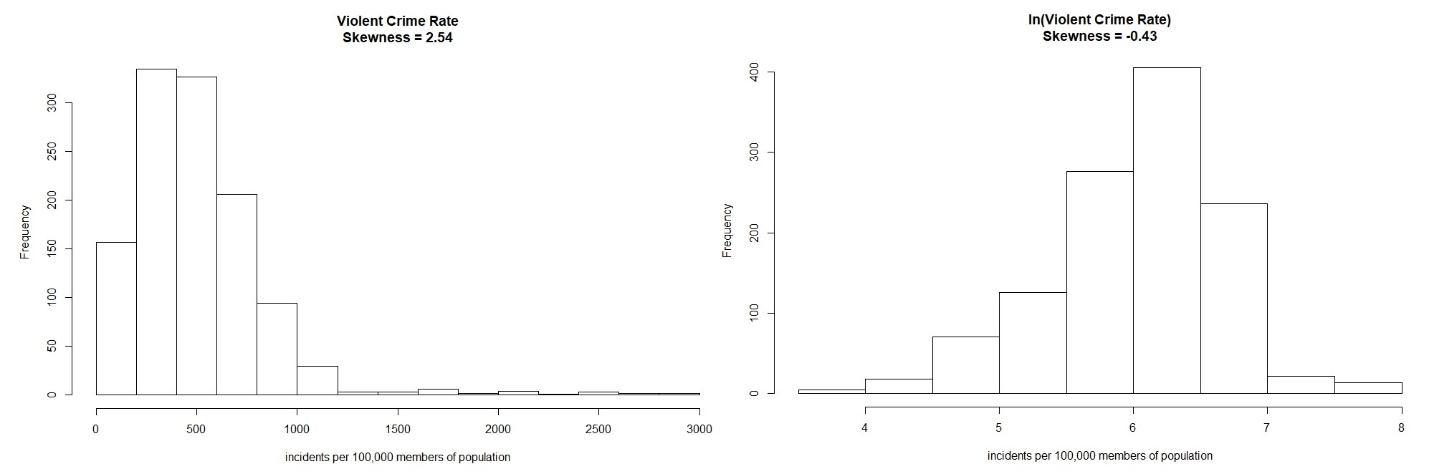 Violent Crime Rate
Skewness = 2.54
Frequency
0
50
100
150
200
250
300
0 500 1000 1500 2000 2500 3000
incidents per 100,000 members of population
ln(Violent Crime Rate)
Skewness = -0.43
Frequency
0
100
200
300
400
4 5 6 7 8
incidents per 100,000 members of population